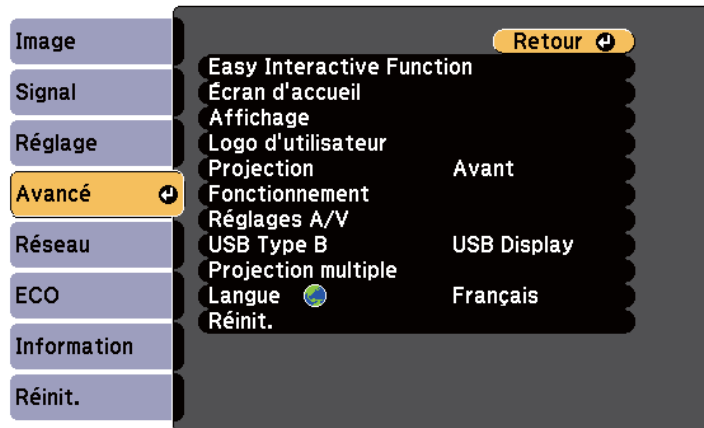 Image
Signal
Réglage
Avancé
Réseau
ECO
Information
Réinit.
Retour
Easy Interactive Function
Écran d'accueil
Affichage
Logo d'utilisateur
Projection Avant
Fonctionnement
Réglages A/V
USB Type B USB Display
Projection multiple
Langue Français
Réinit.